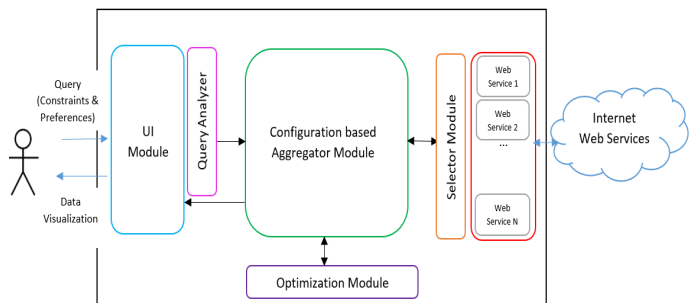 Query
(Constraints &
Preferences)
Data
Visualization
UI
Module
Query Analyzer
Configuration based
Aggregator Module
Optimization Module
Selector Module
Web
Service 1
Web
Service 2
...
Web
Service N
Internet
Web Services